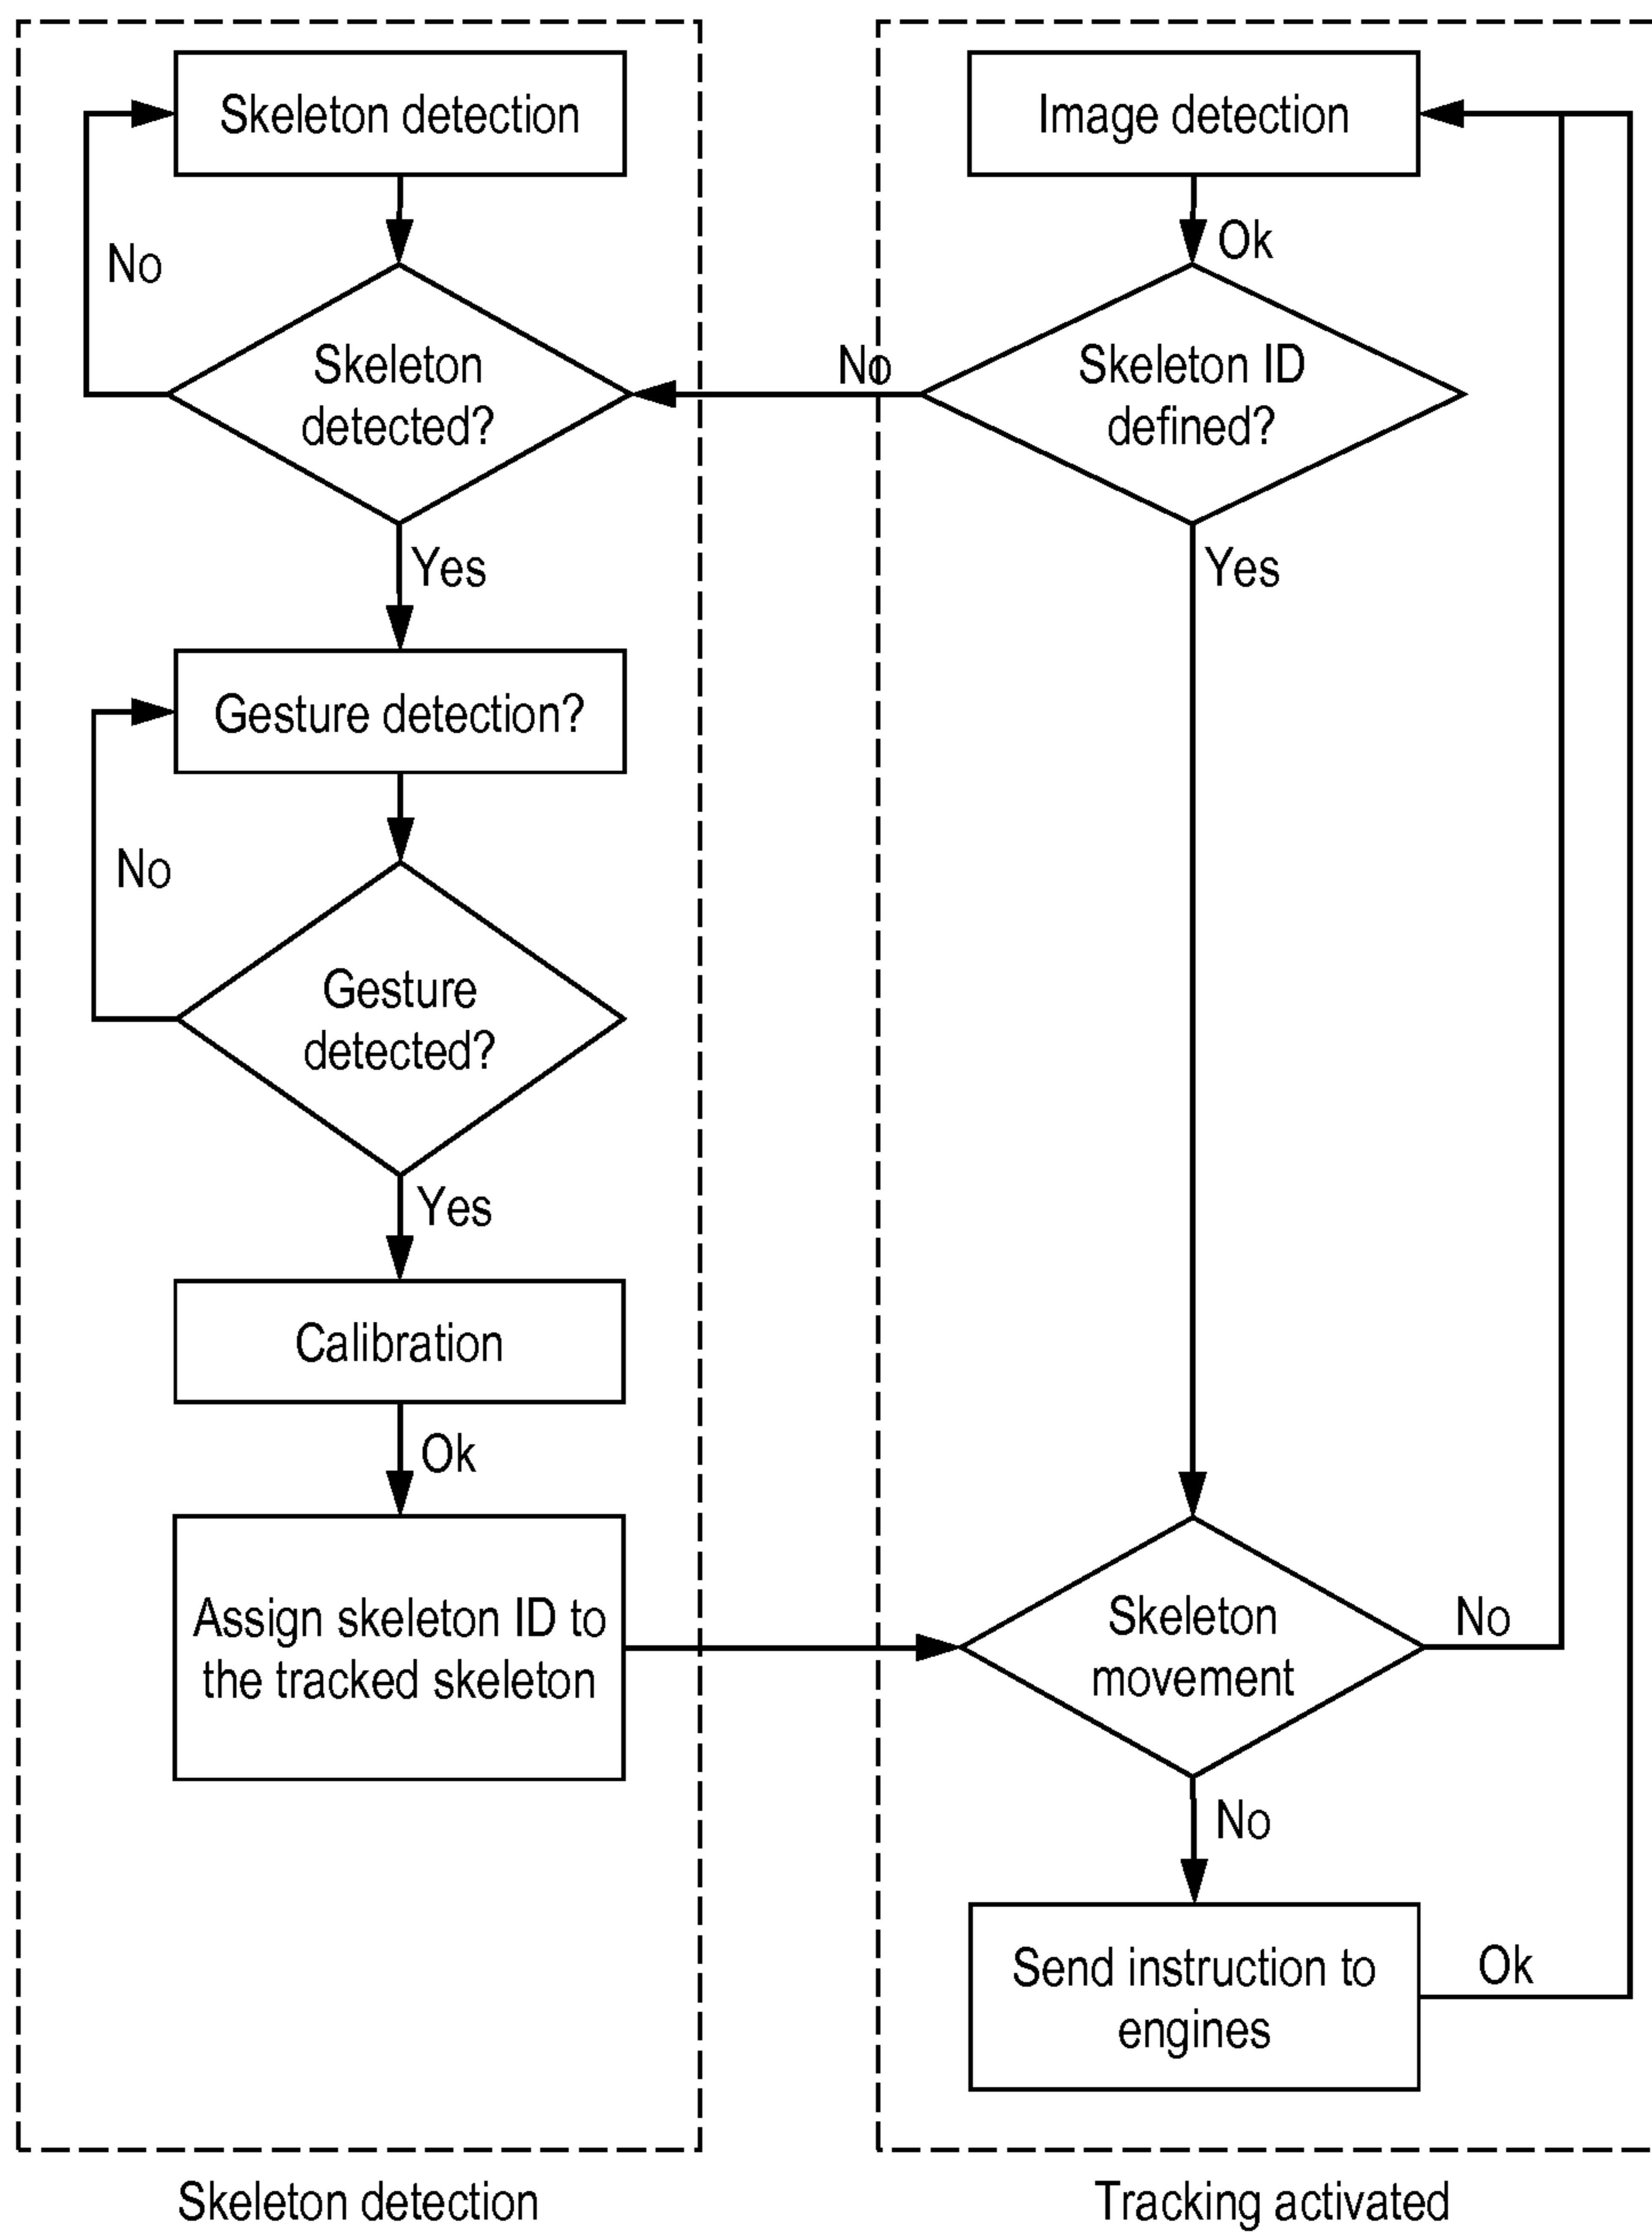 Skeleton detection
No
Skeleton
detected?
Yes
Gesture detection?
No
Gesture
detected?
Yes
Calibration
Ok
Assign skeleton ID to
the tracked skeleton
Skeleton detection
Image detection
Ok
No
Skeleton ID
defined?
Yes
Skeleton
movement
No
No
Send instruction to
engines
Ok
Tracking activated